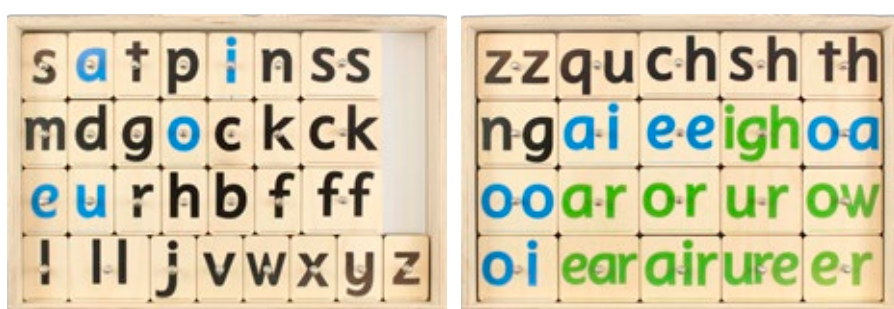 s a t p i n ss
m d g o c k ck
e u r h b f ff
l ll j v w x y z
zz qu ch sh th
ng ai ee igh oa
oo ar or ur ow
oi ear air ure er